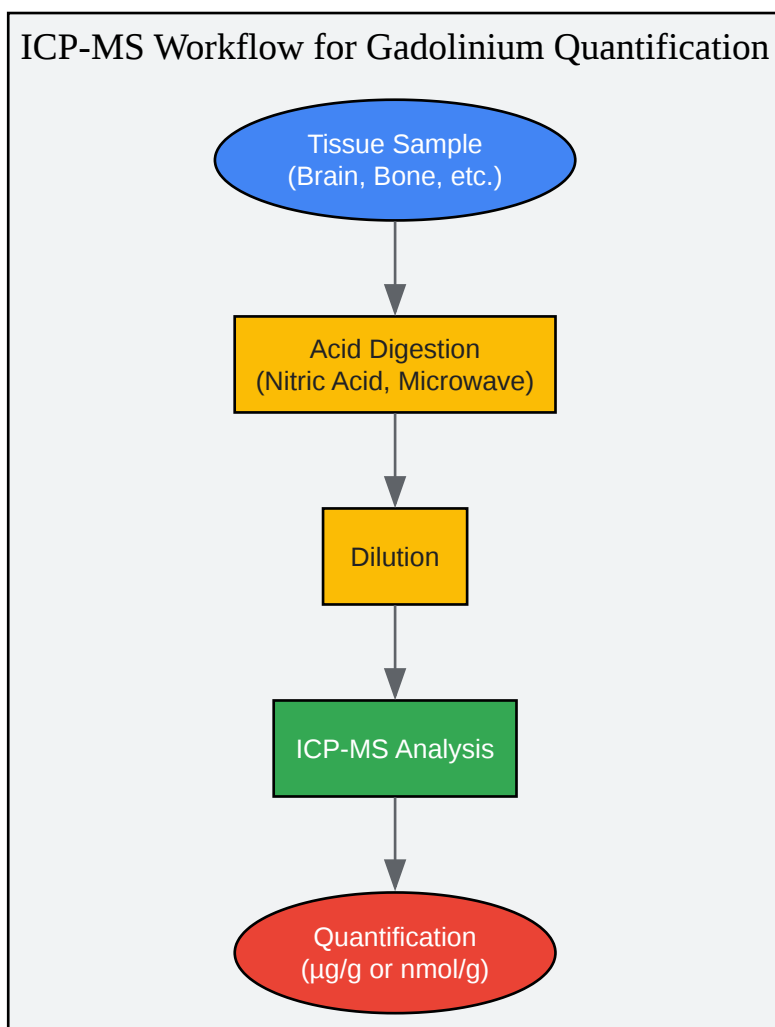 ICP-MS Workflow for Gadolinium Quantification
Tissue Sample
(Brain, Bone, etc.)
Acid Digestion
(Nitric Acid, Microwave)
Dilution
ICP-MS Analysis
Quantification
(µg/g or nmol/g)